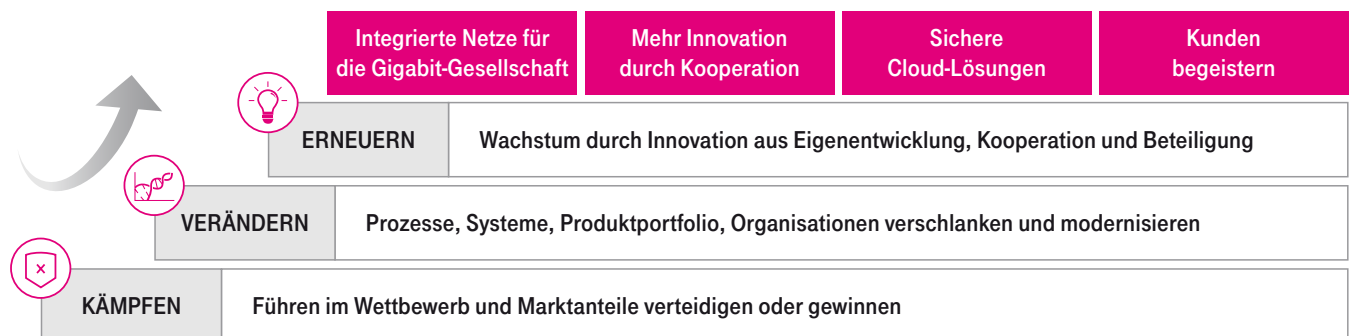 Integrierte Netze für
die Gigabit-Gesellschaft
Mehr Innovation
durch Kooperation
Sichere
Cloud-Lösungen
Kunden
begeistern
ERNEUERN
Wachstum durch Innovation aus Eigenentwicklung, Kooperation und Beteiligung
VERÄNDERN
Prozesse, Systeme, Produktportfolio, Organisationen verschlanken und modernisieren
KÄMPFEN
Führen im Wettbewerb und Marktanteile verteidigen oder gewinnen